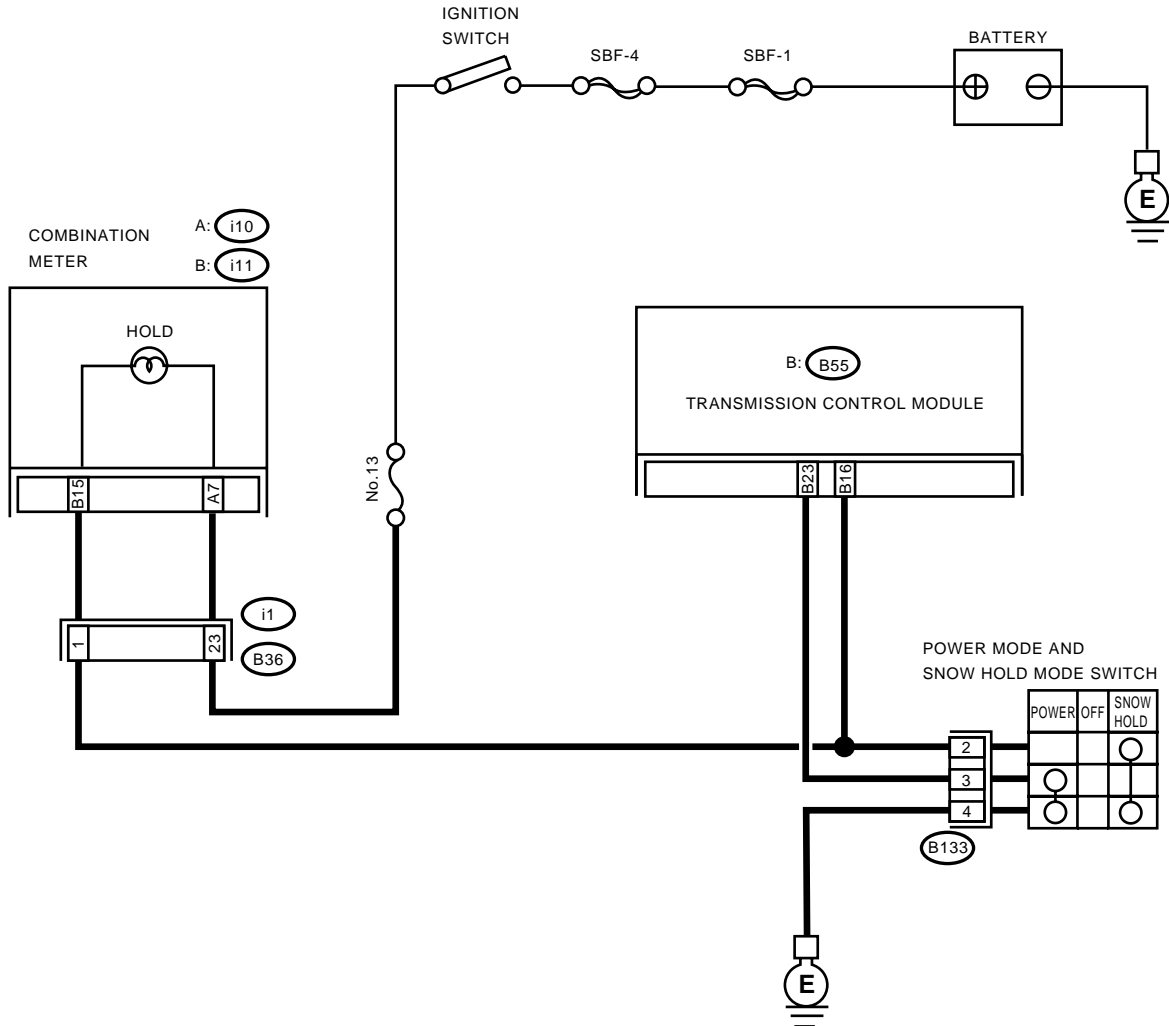 IGNITION
SWITCH
SBF-4
SBF-1
BATTERY
E
COMBINATION
METER
A: i10
B: i11
HOLD
B: B55
TRANSMISSION CONTROL MODULE
No.13
B15
A7
B23
B16
i1
1
23
B36
POWER MODE AND
SNOW HOLD MODE SWITCH
POWER
OFF
SNOW
HOLD
2
3
4
B133
E